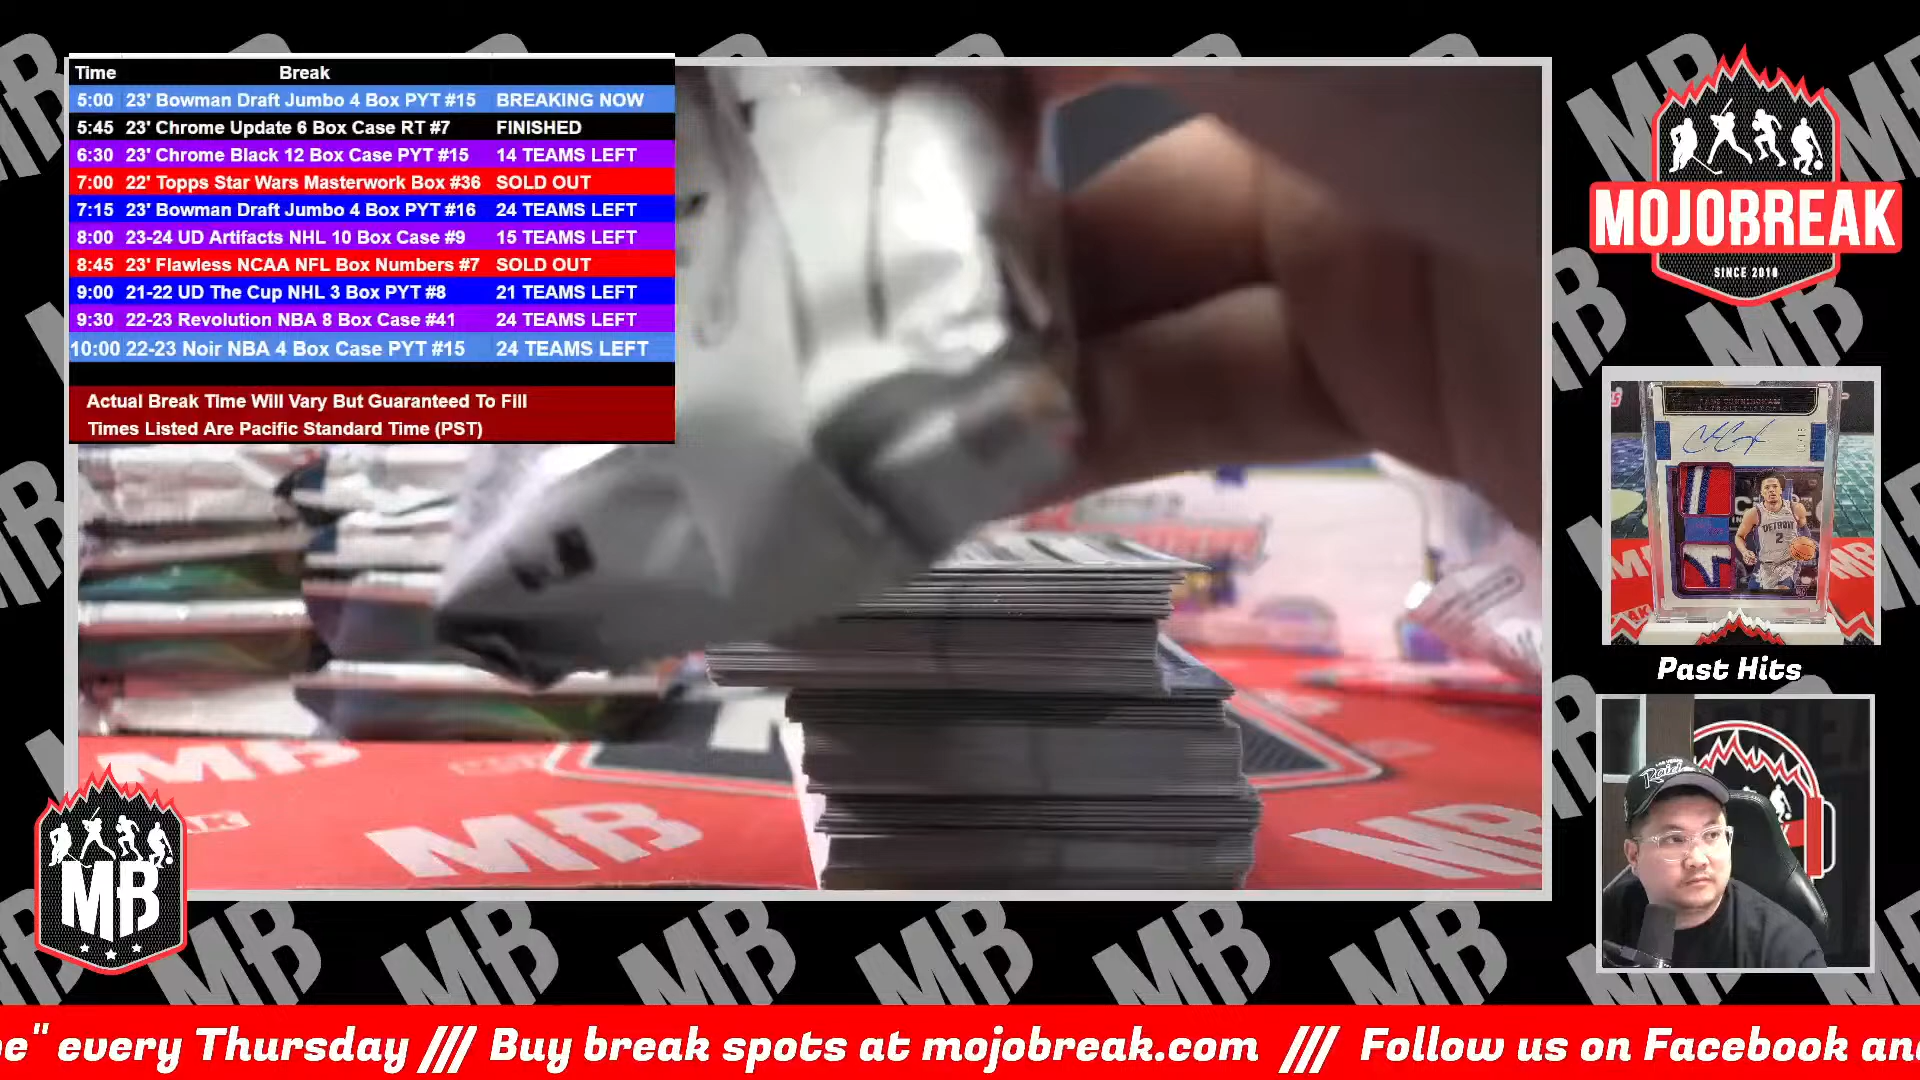 Time Break
5:00 23' Bowman Draft Jumbo 4 Box PYT #15 BREAKING NOW
5:45 23' Chrome Update 6 Box Case RT #7 FINISHED
6:30 23' Chrome Black 12 Box Case PYT #15 14 TEAMS LEFT
7:00 22' Topps Star Wars Masterwork Box #36 SOLD OUT
7:15 23' Bowman Draft Jumbo 4 Box PYT #16 24 TEAMS LEFT
8:00 23-24 UD Artifacts NHL 10 Box Case #9 15 TEAMS LEFT
8:45 23' Flawless NCAA NFL Box Numbers #7 SOLD OUT
9:00 21-22 UD The Cup NHL 3 Box PYT #8 21 TEAMS LEFT
9:30 22-23 Revolution NBA 8 Box Case #41 24 TEAMS LEFT
10:00 22-23 Noir NBA 4 Box Case PYT #15 24 TEAMS LEFT
Actual Break Time Will Vary But Guaranteed To Fill
Times Listed Are Pacific Standard Time (PST)
MOJOBREAK
SINCE 2010
DETROIT
2
Past Hits
Raiders
MB
MB
MB
MB
e" every Thursday /// Buy break spots at mojobreak.com /// Follow us on Facebook an